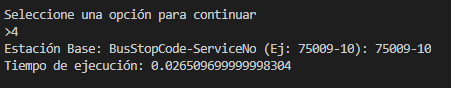 Seleccione una opción para continuar
>4
Estación Base: BusStopCode-ServiceNo (Ej: 75009-10): 75009-10
Tiempo de ejecución: 0.026509699999998304